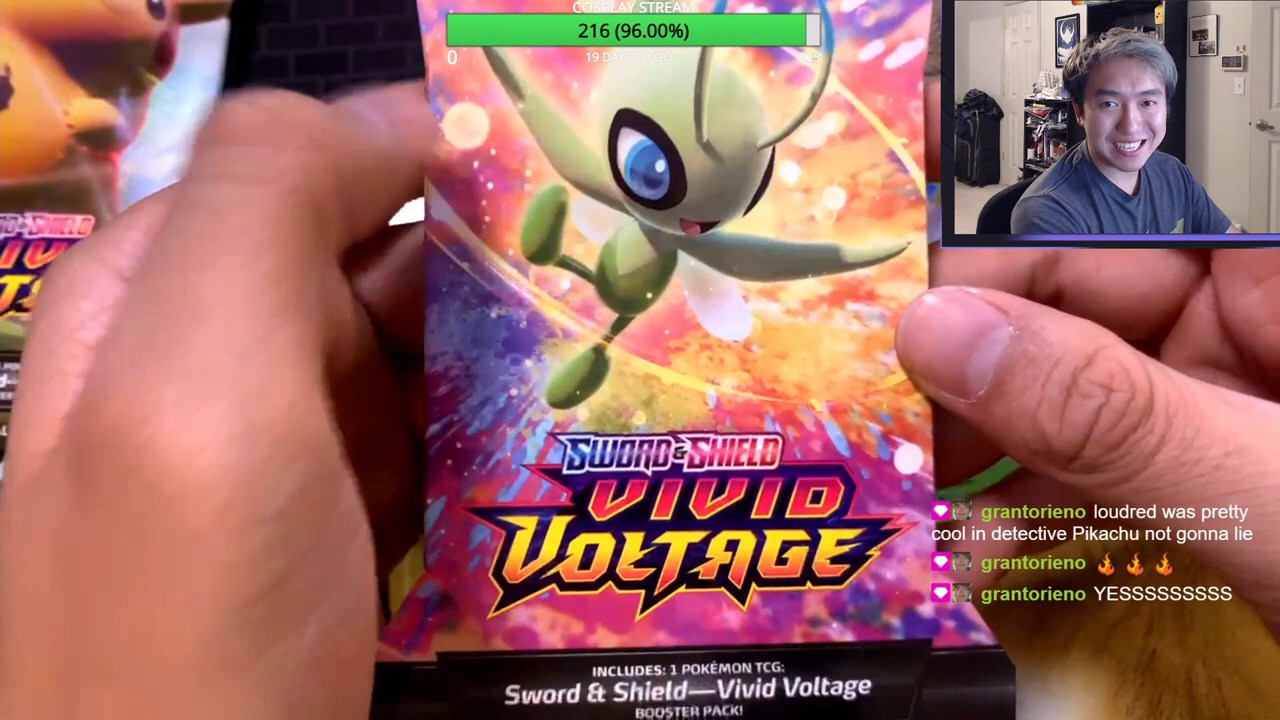 COSPLAY STREAM
216 (96.00%)
0
19 DAYS TO GO
225
SWORD & SHIELD
VIVID
VOLTAGE
INCLUDES: 1 POKÉMON TCG:
Sword & Shield—Vivid Voltage
BOOSTER PACK!
grantorieno loudred was pretty
cool in detective Pikachu not gonna lie
grantorieno 🔥 🔥 🔥
grantorieno YESSSSSSSSS
SHIELD